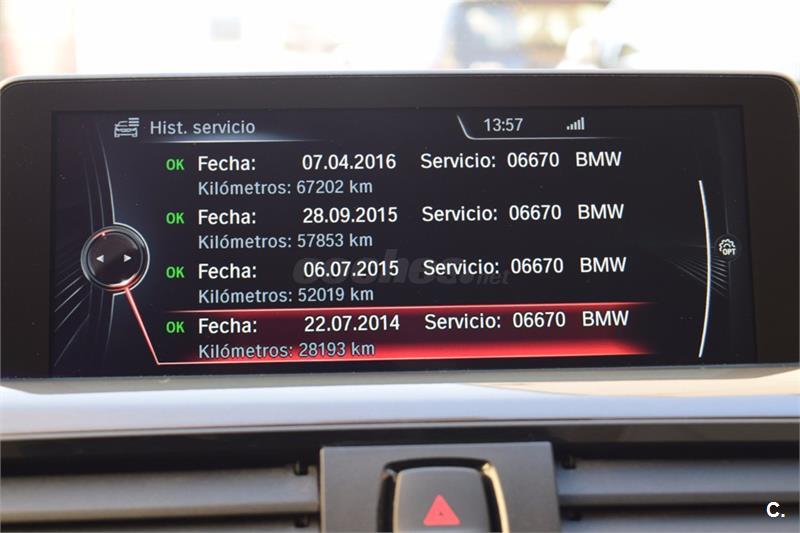 Hist. servicio 13:57
OK Fecha: 07.04.2016 Servicio: 06670 BMW
Kilómetros: 67202 km
OK Fecha: 28.09.2015 Servicio: 06670 BMW
Kilómetros: 57853 km
OK Fecha: 06.07.2015 Servicio: 06670 BMW
Kilómetros: 52019 km
OK Fecha: 22.07.2014 Servicio: 06670 BMW
Kilómetros: 28193 km
OPT
coches.net
C.